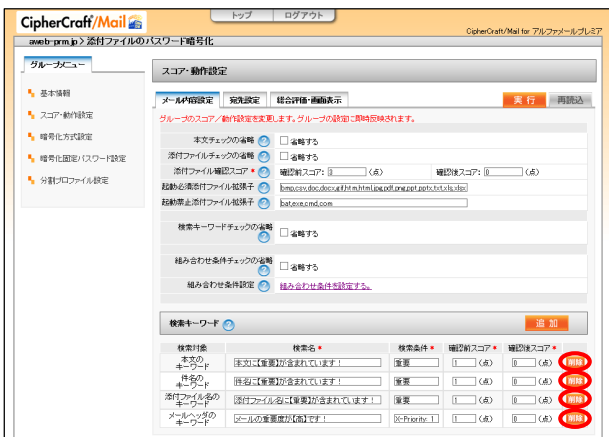 トップ
ログアウト
CipherCraft/Mail
CipherCraft/Mail for アルファメールプレミア
aweb-prm.jp>添付ファイルのパスワード暗号化
グループメニュー
基本情報
スコア・動作設定
暗号化方式設定
暗号化固定パスワード設定
分割プロファイル設定
スコア・動作設定
メール内容設定
宛先設定
総合評価・画面表示
実 行
再読込
グループのスコア／動作設定を変更します。グループの設定に即時反映されます。
本文チェックの省略 ? 省略する
添付ファイルチェックの省略 ? 省略する
添付ファイル確認スコア * ? 確認前スコア: 3 (点) 確認後スコア: 0 (点)
起動必須添付ファイル拡張子 ? bmp,csv,doc,docx,gif,htm,html,jpg,pdf,png,ppt,pptx,txt,xls,xlsx
起動禁止添付ファイル拡張子 ? bat,exe,cmd,com
検索キーワードチェックの省略 ? 省略する
組み合わせ条件チェックの省略 ? 省略する
組み合わせ条件設定 ? 組み合わせ条件を設定する。
検索キーワード ?
追 加
検索対象 検索名 * 検索条件 * 確認前スコア * 確認後スコア *
本文のキーワード 本文に【重要】が含まれています！ 重要 1 (点) 0 (点) 削除
件名のキーワード 件名に【重要】が含まれています！ 重要 1 (点) 0 (点) 削除
添付ファイル名のキーワード 添付ファイル名に【重要】が含まれています！ 重要 1 (点) 0 (点) 削除
メールヘッダのキーワード メールの重要度が【高】です！ X-Priority: 1 1 (点) 0 (点) 削除